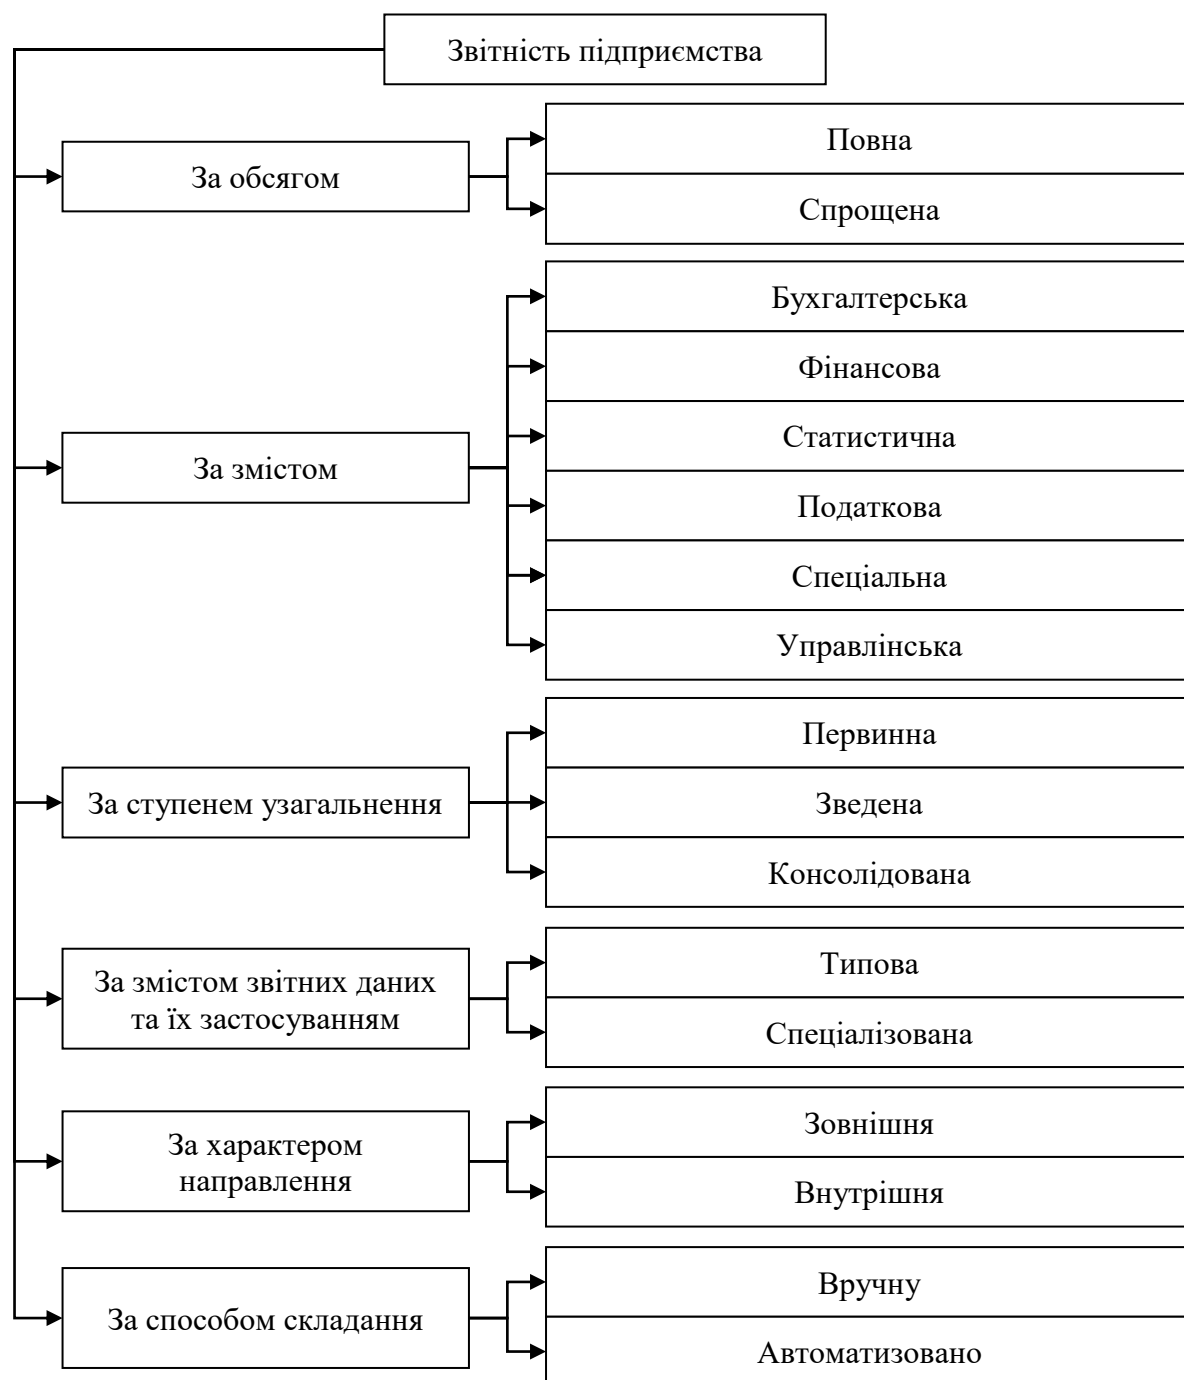 Звітність підприємства
За обсягом
Повна
Спрощена
За змістом
Бухгалтерська
Фінансова
Статистична
Податкова
Спеціальна
Управлінська
За ступенем узагальнення
Первинна
Зведена
Консолідована
За змістом звітних даних
та їх застосуванням
Типова
Спеціалізована
За характером
направлення
Зовнішня
Внутрішня
За способом складання
Вручну
Автоматизовано